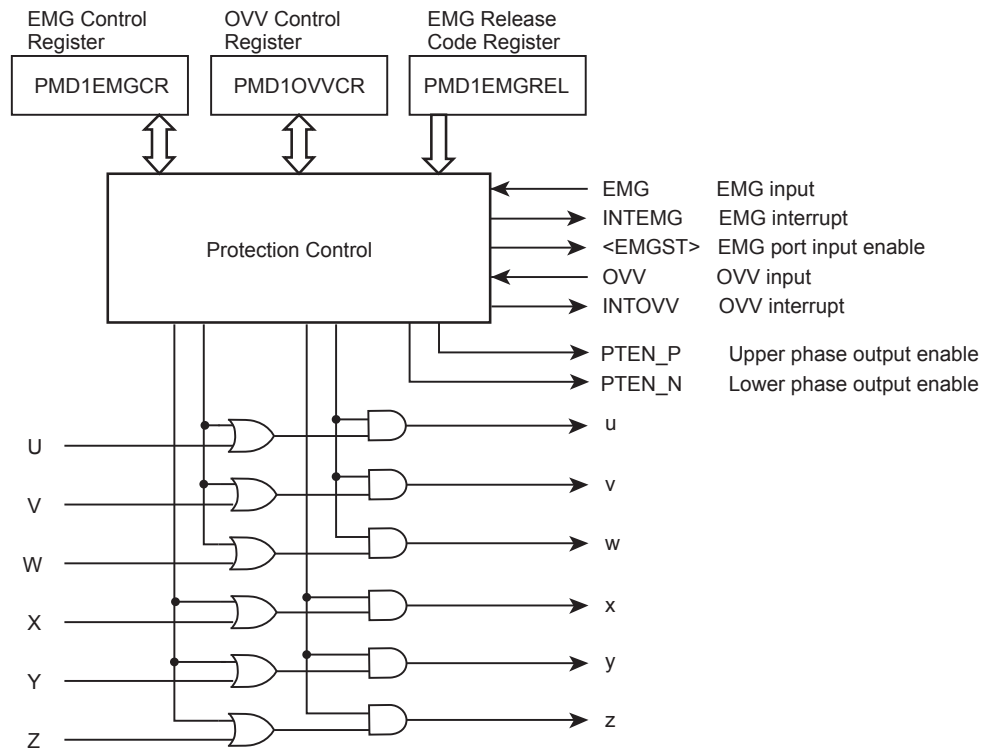 EMG Control
Register
OVV Control
Register
EMG Release
Code Register
PMD1EMGCR
PMD1OVVCR
PMD1EMGREL
Protection Control
EMG EMG input
INTEMG EMG interrupt
<EMGST> EMG port input enable
OVV OVV input
INTOVV OVV interrupt
PTEN_P Upper phase output enable
PTEN_N Lower phase output enable
U u
V v
W w
X x
Y y
Z z